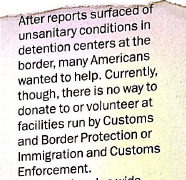 After reports surfaced of
unsanitary conditions in
detention centers at the
border, many Americans
wanted to help. Currently,
though, there is no way to
donate to or volunteer at
facilities run by Customs
and Border Protection or
Immigration and Customs
Enforcement.